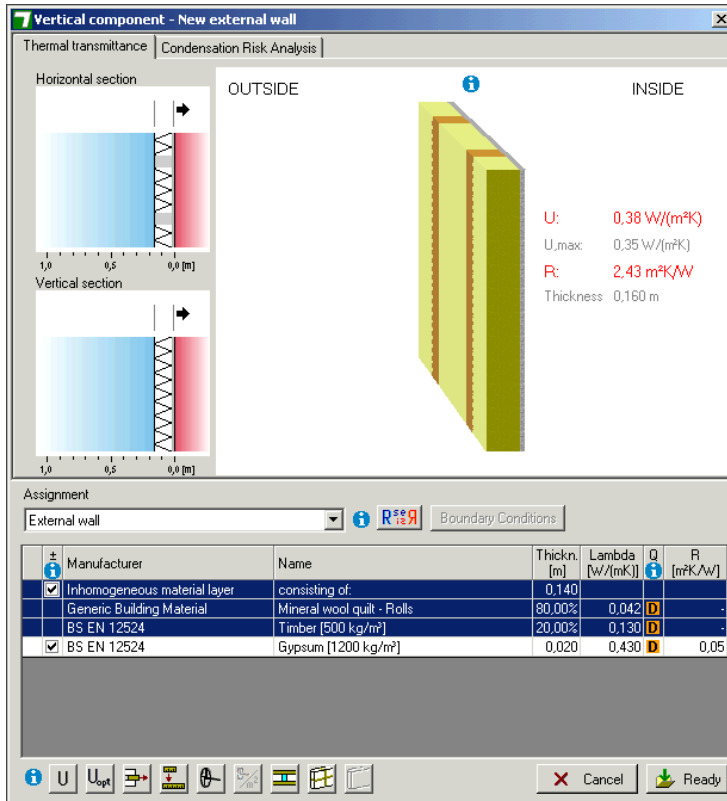 Vertical component - New external wall
Thermal transmittance Condensation Risk Analysis
Horizontal section
OUTSIDE INSIDE
1,0 0,5 0,0 [m]
Vertical section
1,0 0,5 0,0 [m]
U: 0,38 W/(m²K)
U,max: 0,35 W/(m²K)
R: 2,43 m²K/W
Thickness 0,160 m
Assignment
External wall Boundary Conditions
± Manufacturer Name Thickn. [m] Lambda [W/(mK)] Q R [m²K/W]
Inhomogeneous material layer consisting of: 0,140
Generic Building Material Mineral wool quilt - Rolls 80,00% 0,042 D -
BS EN 12524 Timber [500 kg/m³] 20,00% 0,130 D -
BS EN 12524 Gypsum [1200 kg/m³] 0,020 0,430 D 0,05
U Uopt Cancel Ready